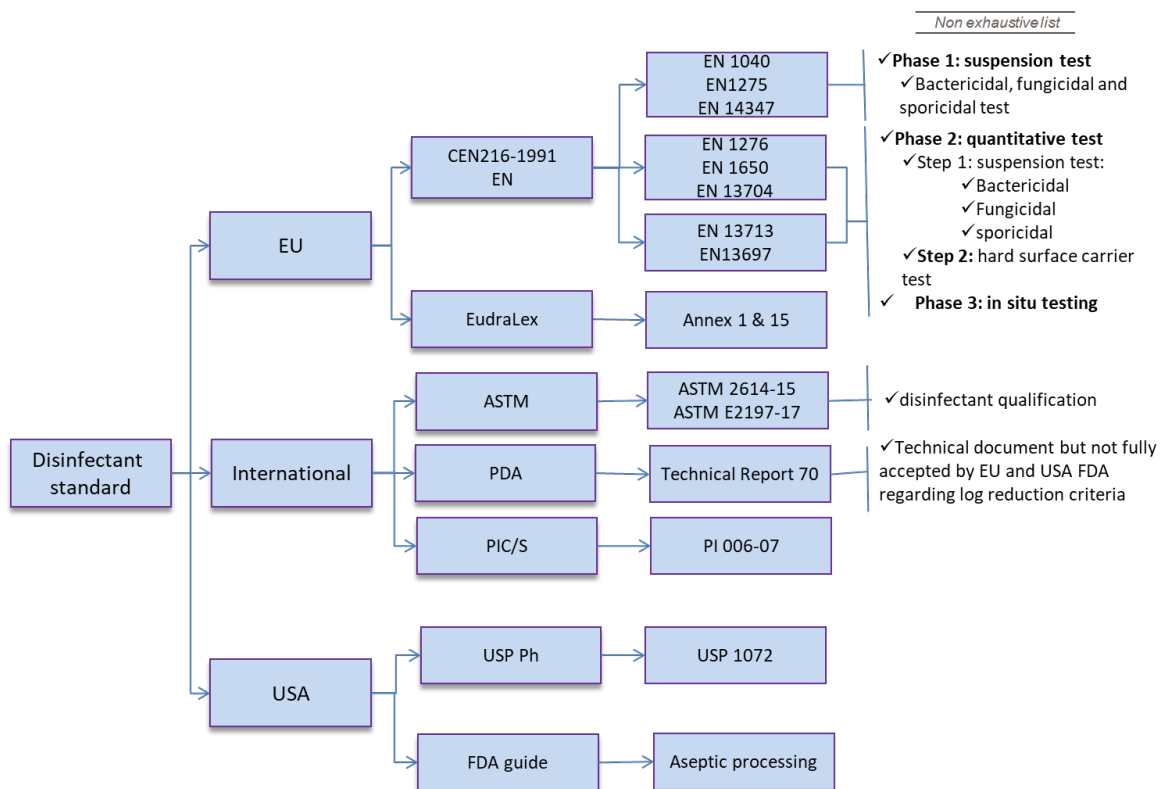 Non exhaustive list
EN 1040
EN1275
EN 14347
✓Phase 1: suspension test
✓Bactericidal, fungicidal and
sporicidal test
CEN216-1991
EN
EN 1276
EN 1650
EN 13704
✓Phase 2: quantitative test
✓Step 1: suspension test:
✓Bactericidal
✓Fungicidal
✓sporicidal
EU
EN 13713
EN13697
✓Step 2: hard surface carrier
test
✓ Phase 3: in situ testing
EudraLex
Annex 1 & 15
ASTM
ASTM 2614-15
ASTM E2197-17
✓disinfectant qualification
Disinfectant
standard
International
PDA
Technical Report 70
✓Technical document but not fully
accepted by EU and USA FDA
regarding log reduction criteria
PIC/S
PI 006-07
USA
USP Ph
USP 1072
FDA guide
Aseptic processing